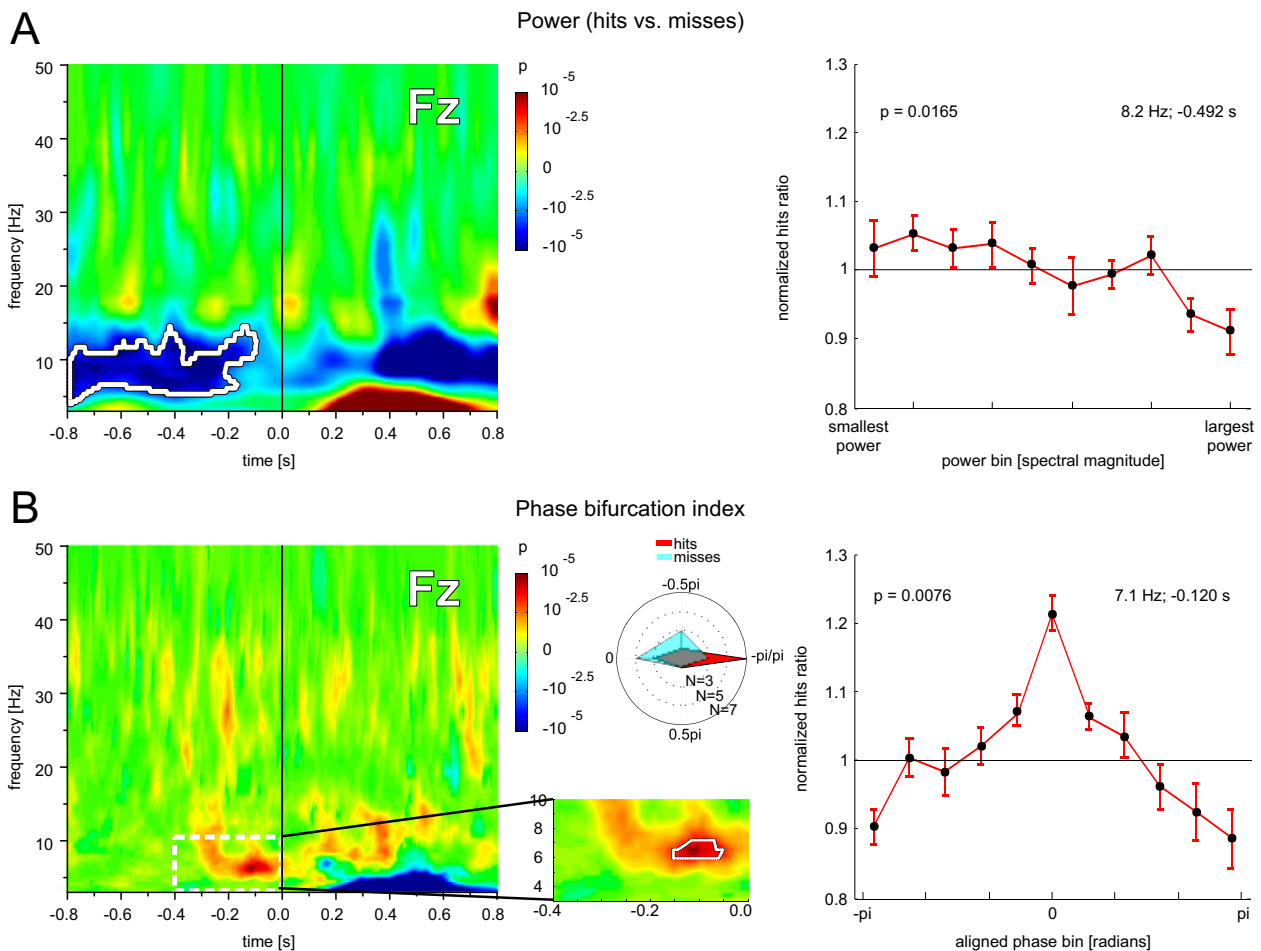 A
Power (hits vs. misses)
50
40
30
20
10
-0.8
-0.6
-0.4
-0.2
0.0
0.2
0.4
0.6
0.8
frequency [Hz]
time [s]
Fz
p
10 -5
10 -2.5
0
-10 -2.5
-10 -5
1.3
1.2
1.1
1
0.9
0.8
normalized hits ratio
p = 0.0165
8.2 Hz; -0.492 s
smallest power
largest power
power bin [spectral magnitude]
B
Phase bifurcation index
50
40
30
20
10
-0.8
-0.6
-0.4
-0.2
0.0
0.2
0.4
0.6
0.8
frequency [Hz]
time [s]
Fz
p
10 -5
10 -2.5
0
-10 -2.5
-10 -5
hits
misses
-0.5pi
0
-pi/pi
N=3
N=5
N=7
0.5pi
10
8
6
4
-0.4
-0.2
0.0
1.3
1.2
1.1
1
0.9
0.8
normalized hits ratio
p = 0.0076
7.1 Hz; -0.120 s
-pi
0
pi
aligned phase bin [radians]